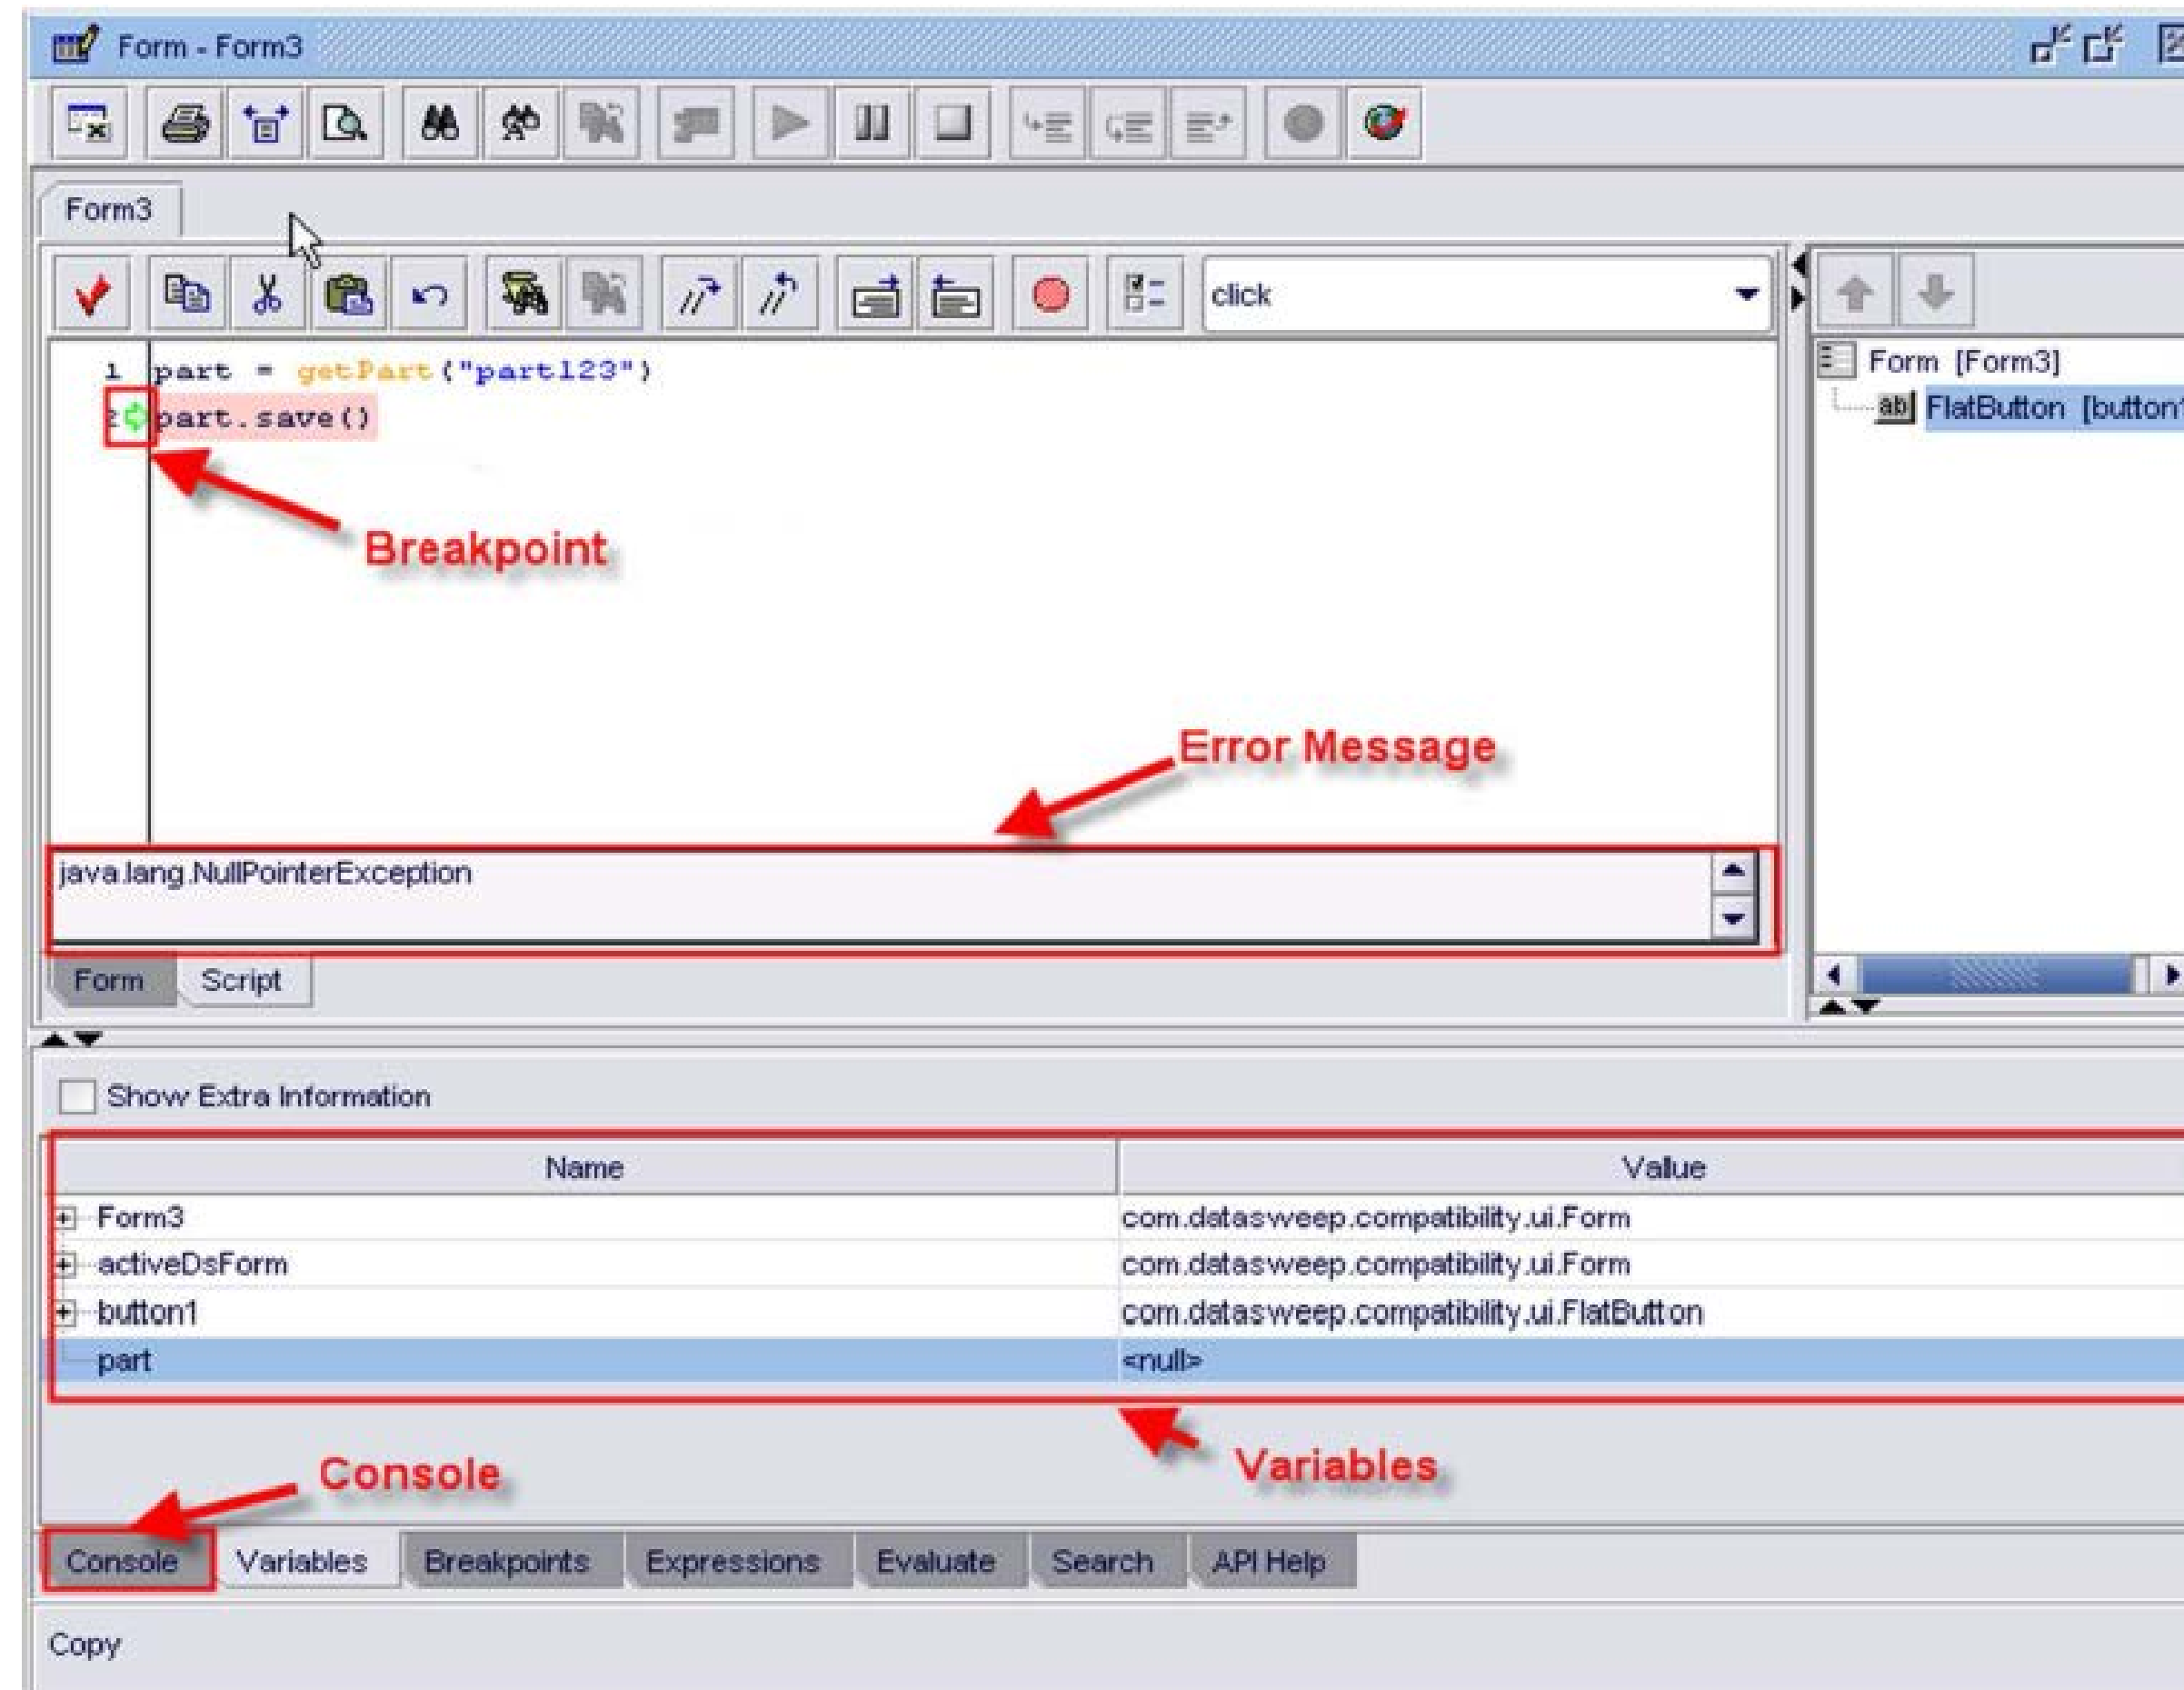 Form - Form3
Form3
click
1 part = getPart("part123")
2 part.save()
Form [Form3]
ab| FlatButton [button1
Breakpoint
Error Message
java.lang.NullPointerException
Form Script
Show Extra Information
Name Value
Form3 com.datasweep.compatibility.ui.Form
activeDsForm com.datasweep.compatibility.ui.Form
button1 com.datasweep.compatibility.ui.FlatButton
part <null>
Variables
Console
Console Variables Breakpoints Expressions Evaluate Search API Help
Copy